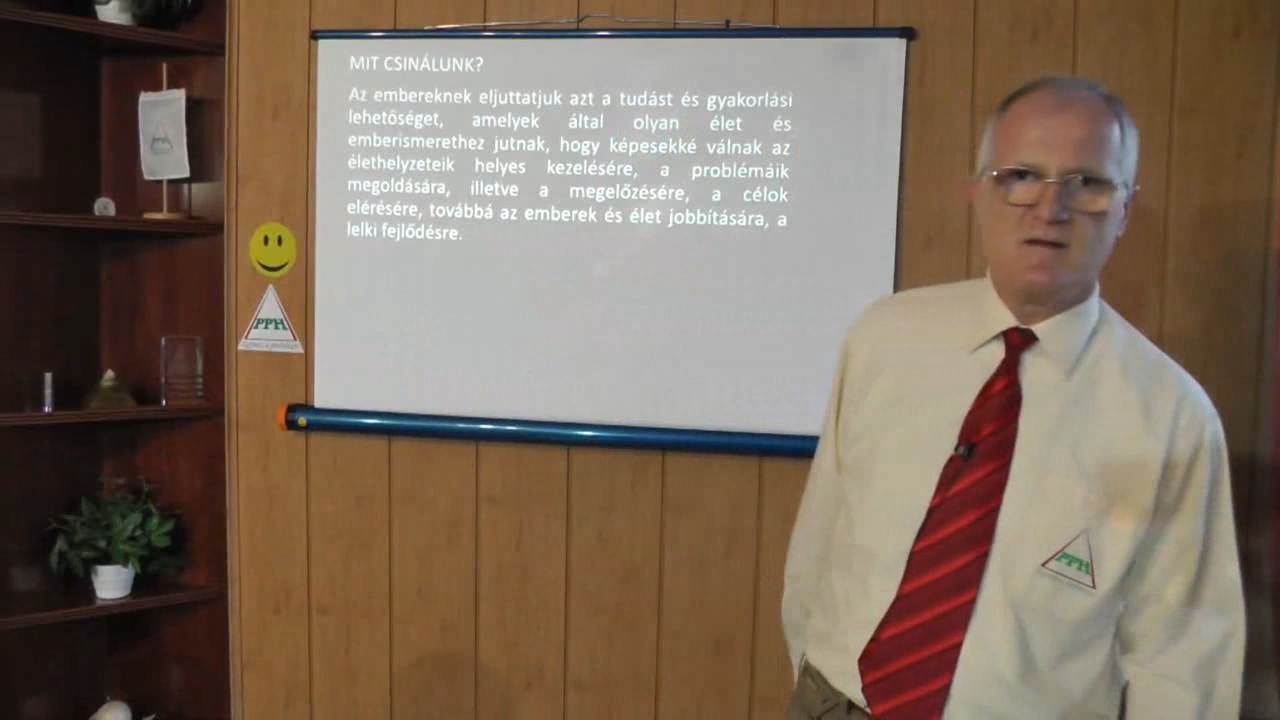 MIT CSINÁLUNK?
Az embereknek eljuttatjuk azt a tudást és gyakorlási
lehetőséget, amelyek által olyan élet és
emberismerethez jutnak, hogy képesekké válnak az
élethelyzeteik helyes kezelésére, a problémáik
megoldására, illetve a megelőzésére, a célok
elérésére, továbbá az emberek és élet jobbítására, a
lelki fejlődésre.
PPH
PPH